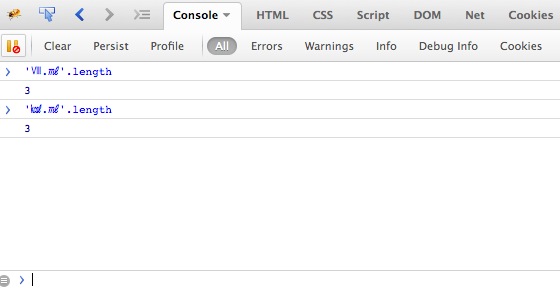 Console HTML CSS Script DOM Net Cookies
Clear Persist Profile All Errors Warnings Info Debug Info Cookies
> 'Ⅷ.㎖'.length
3
> '㏏.㎖'.length
3
>